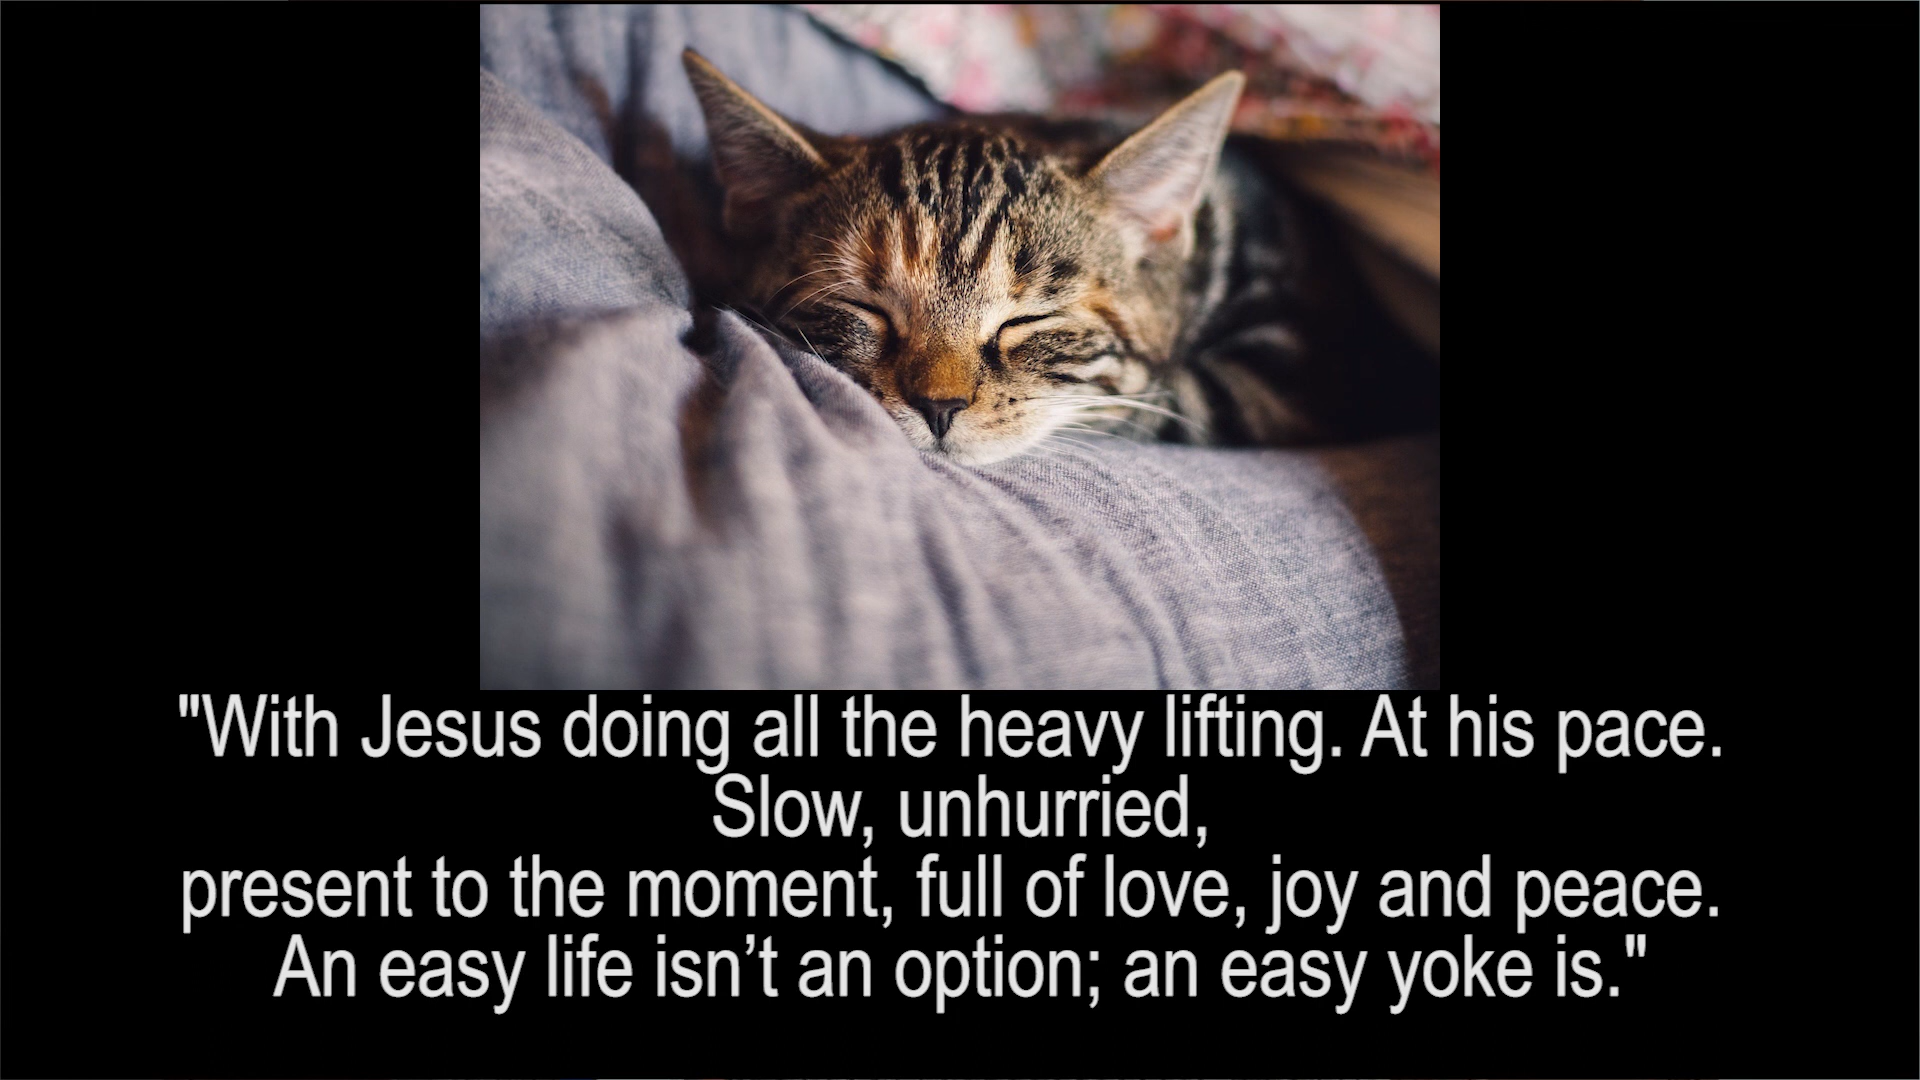 "With Jesus doing all the heavy lifting. At his pace.
Slow, unhurried,
present to the moment, full of love, joy and peace.
An easy life isn’t an option; an easy yoke is."